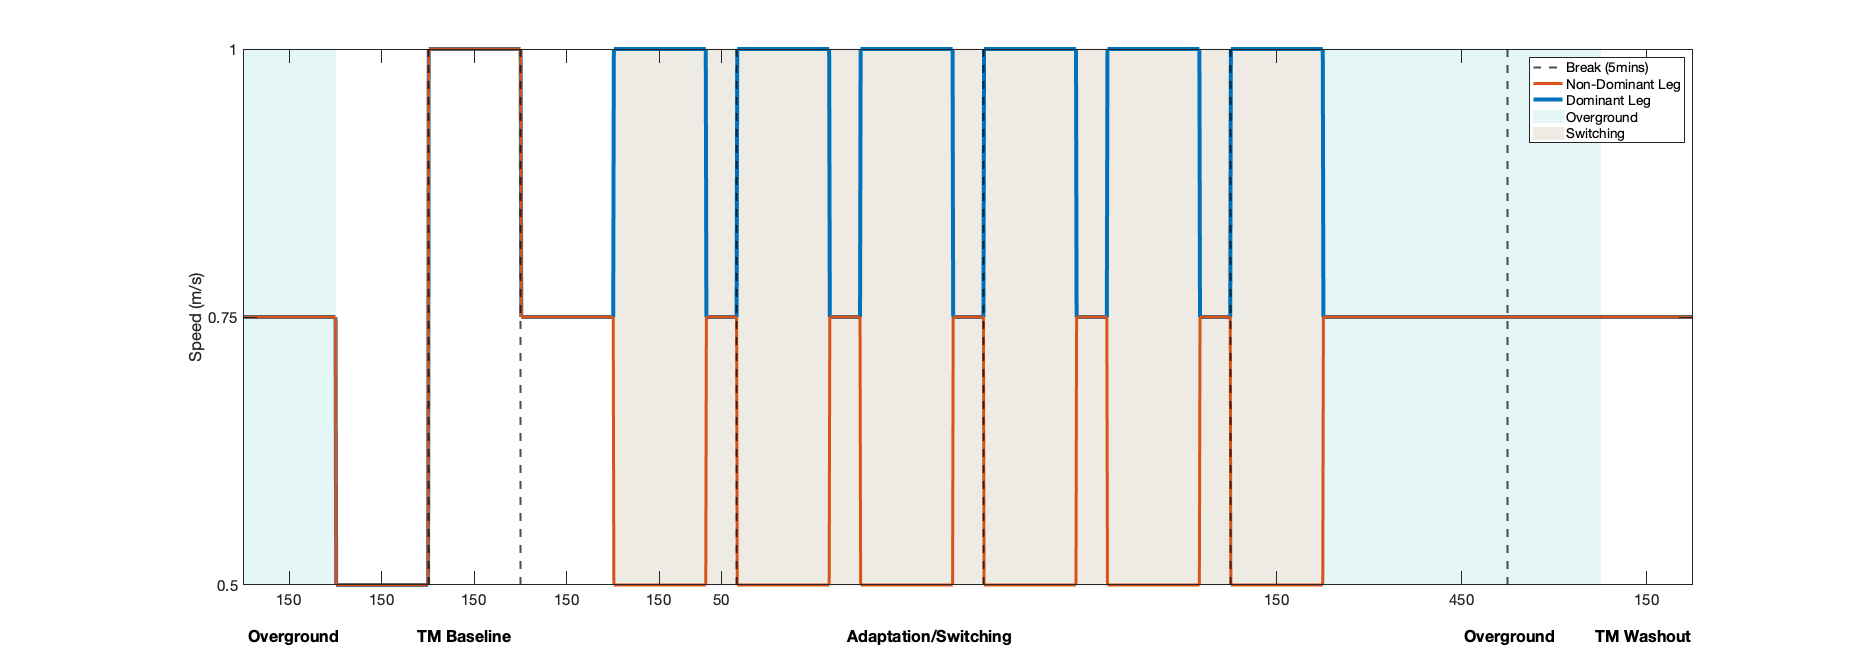 1
0.75
0.5
Speed (m/s)
Break (5mins)
Non-Dominant Leg
Dominant Leg
Overground
Switching
150 150 150 150 150 50 150 450 150
Overground TM Baseline Adaptation/Switching Overground TM Washout